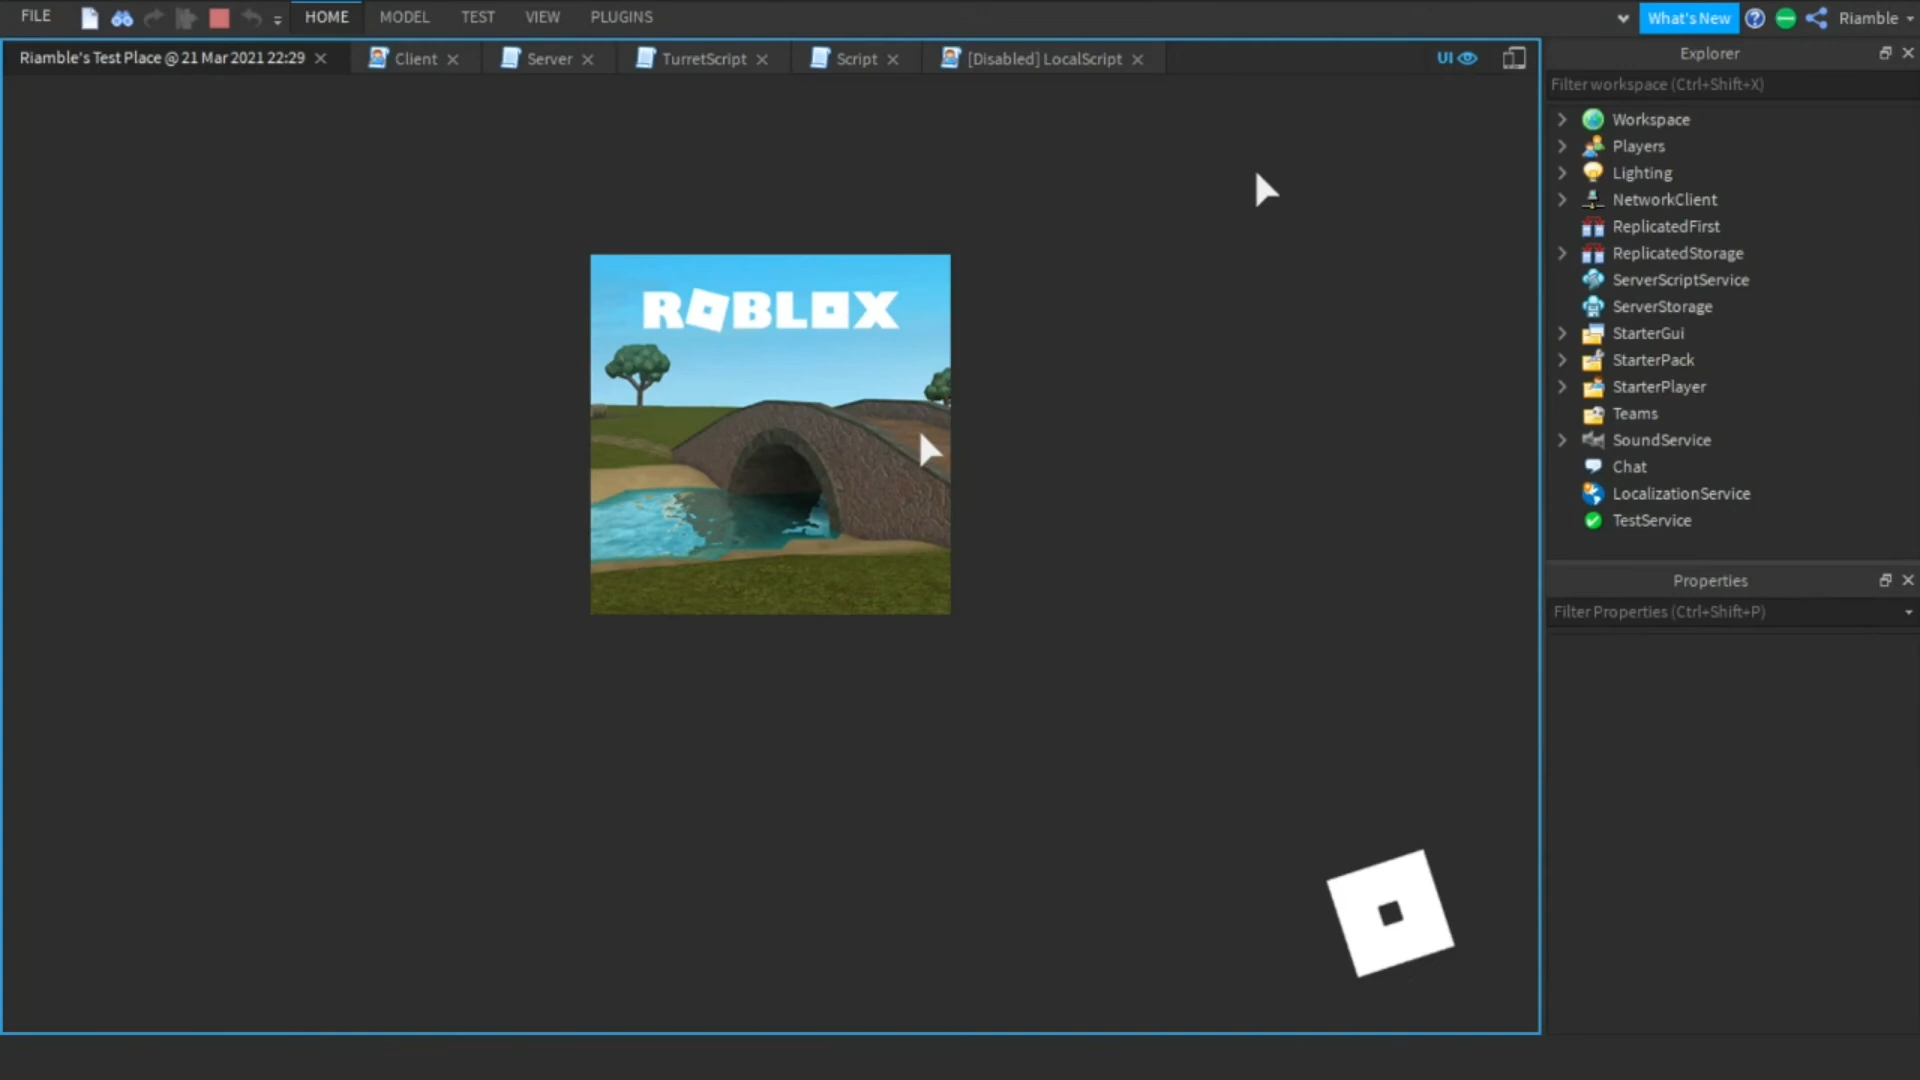 FILE
HOME
MODEL
TEST
VIEW
PLUGINS
What's New
Riamble
Riamble's Test Place @ 21 Mar 2021 22:29
Client
Server
TurretScript
Script
[Disabled] LocalScript
UI
Explorer
Filter workspace (Ctrl+Shift+X)
Workspace
Players
Lighting
NetworkClient
ReplicatedFirst
ReplicatedStorage
ServerScriptService
ServerStorage
StarterGui
StarterPack
StarterPlayer
Teams
SoundService
Chat
LocalizationService
TestService
Properties
Filter Properties (Ctrl+Shift+P)
ROBLOX